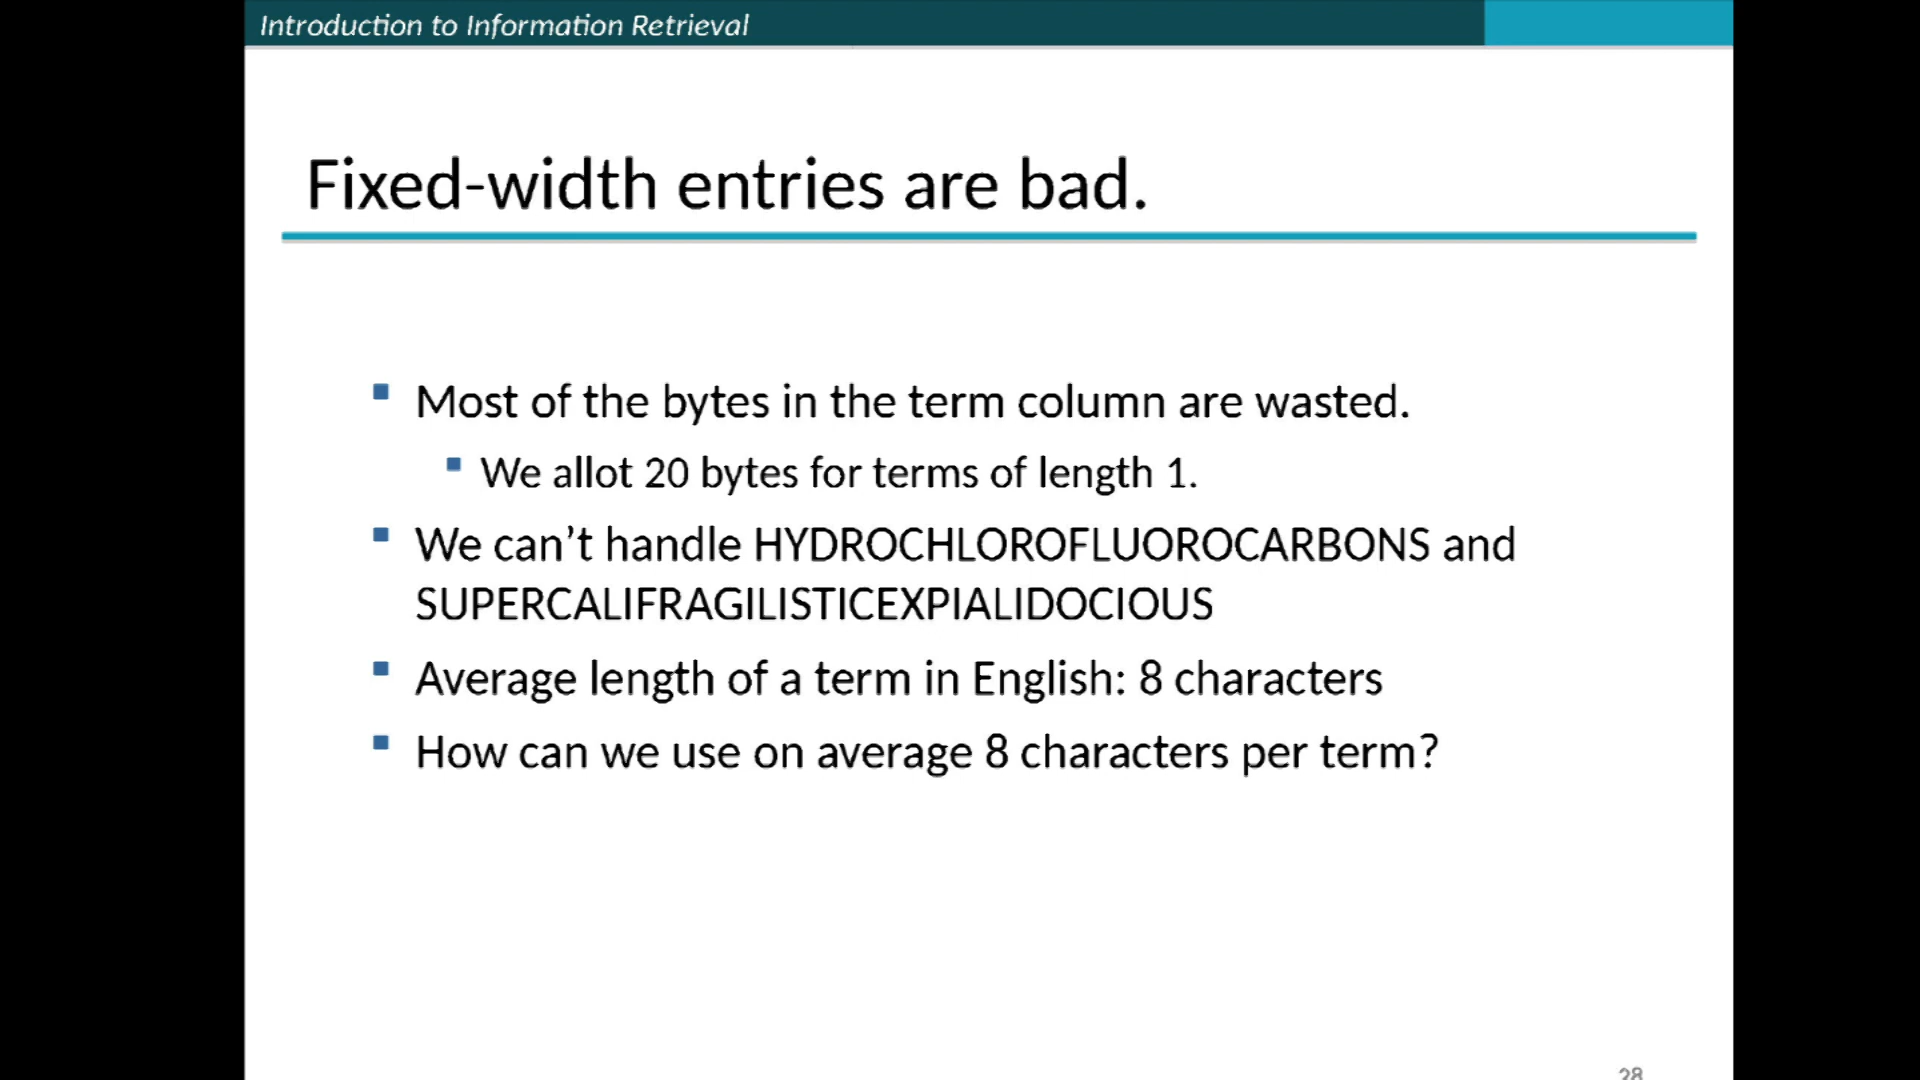 Introduction to Information Retrieval
Fixed-width entries are bad.
Most of the bytes in the term column are wasted.
We allot 20 bytes for terms of length 1.
We can’t handle HYDROCHLOROFLUOROCARBONS and
SUPERCALIFRAGILISTICEXPIALIDOCIOUS
Average length of a term in English: 8 characters
How can we use on average 8 characters per term?
28